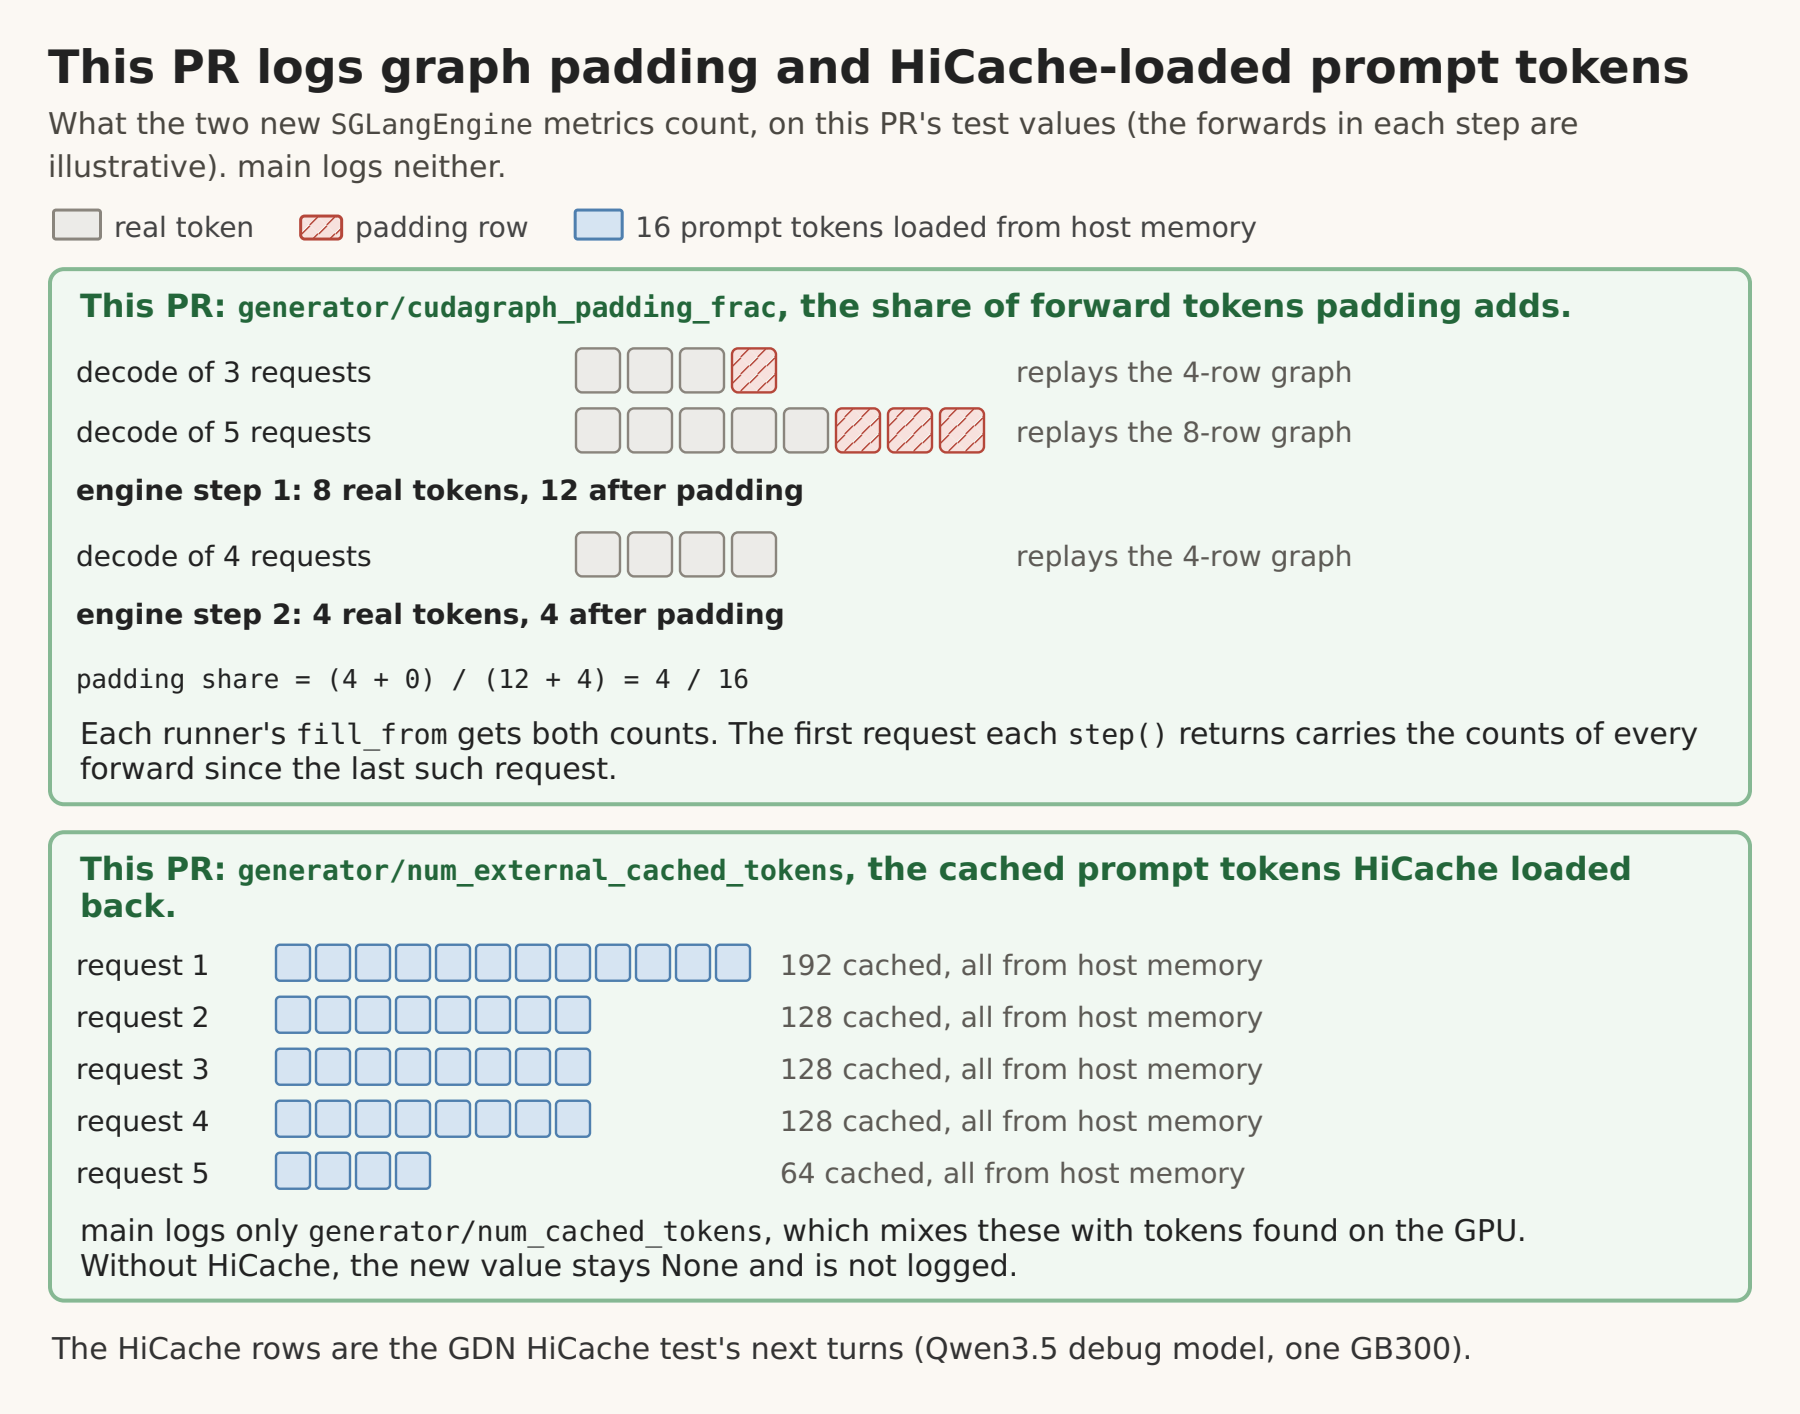 This PR logs graph padding and HiCache-loaded prompt tokens
What the two new SGLangEngine metrics count, on this PR's test values (the forwards in each step are
illustrative). main logs neither.
real token
padding row
16 prompt tokens loaded from host memory
This PR: generator/cudagraph_padding_frac, the share of forward tokens padding adds.
decode of 3 requests
replays the 4-row graph
decode of 5 requests
replays the 8-row graph
engine step 1: 8 real tokens, 12 after padding
decode of 4 requests
replays the 4-row graph
engine step 2: 4 real tokens, 4 after padding
padding share = (4 + 0) / (12 + 4) = 4 / 16
Each runner's fill_from gets both counts. The first request each step() returns carries the counts of every
forward since the last such request.
This PR: generator/num_external_cached_tokens, the cached prompt tokens HiCache loaded
back.
request 1
192 cached, all from host memory
request 2
128 cached, all from host memory
request 3
128 cached, all from host memory
request 4
128 cached, all from host memory
request 5
64 cached, all from host memory
main logs only generator/num_cached_tokens, which mixes these with tokens found on the GPU.
Without HiCache, the new value stays None and is not logged.
The HiCache rows are the GDN HiCache test's next turns (Qwen3.5 debug model, one GB300).